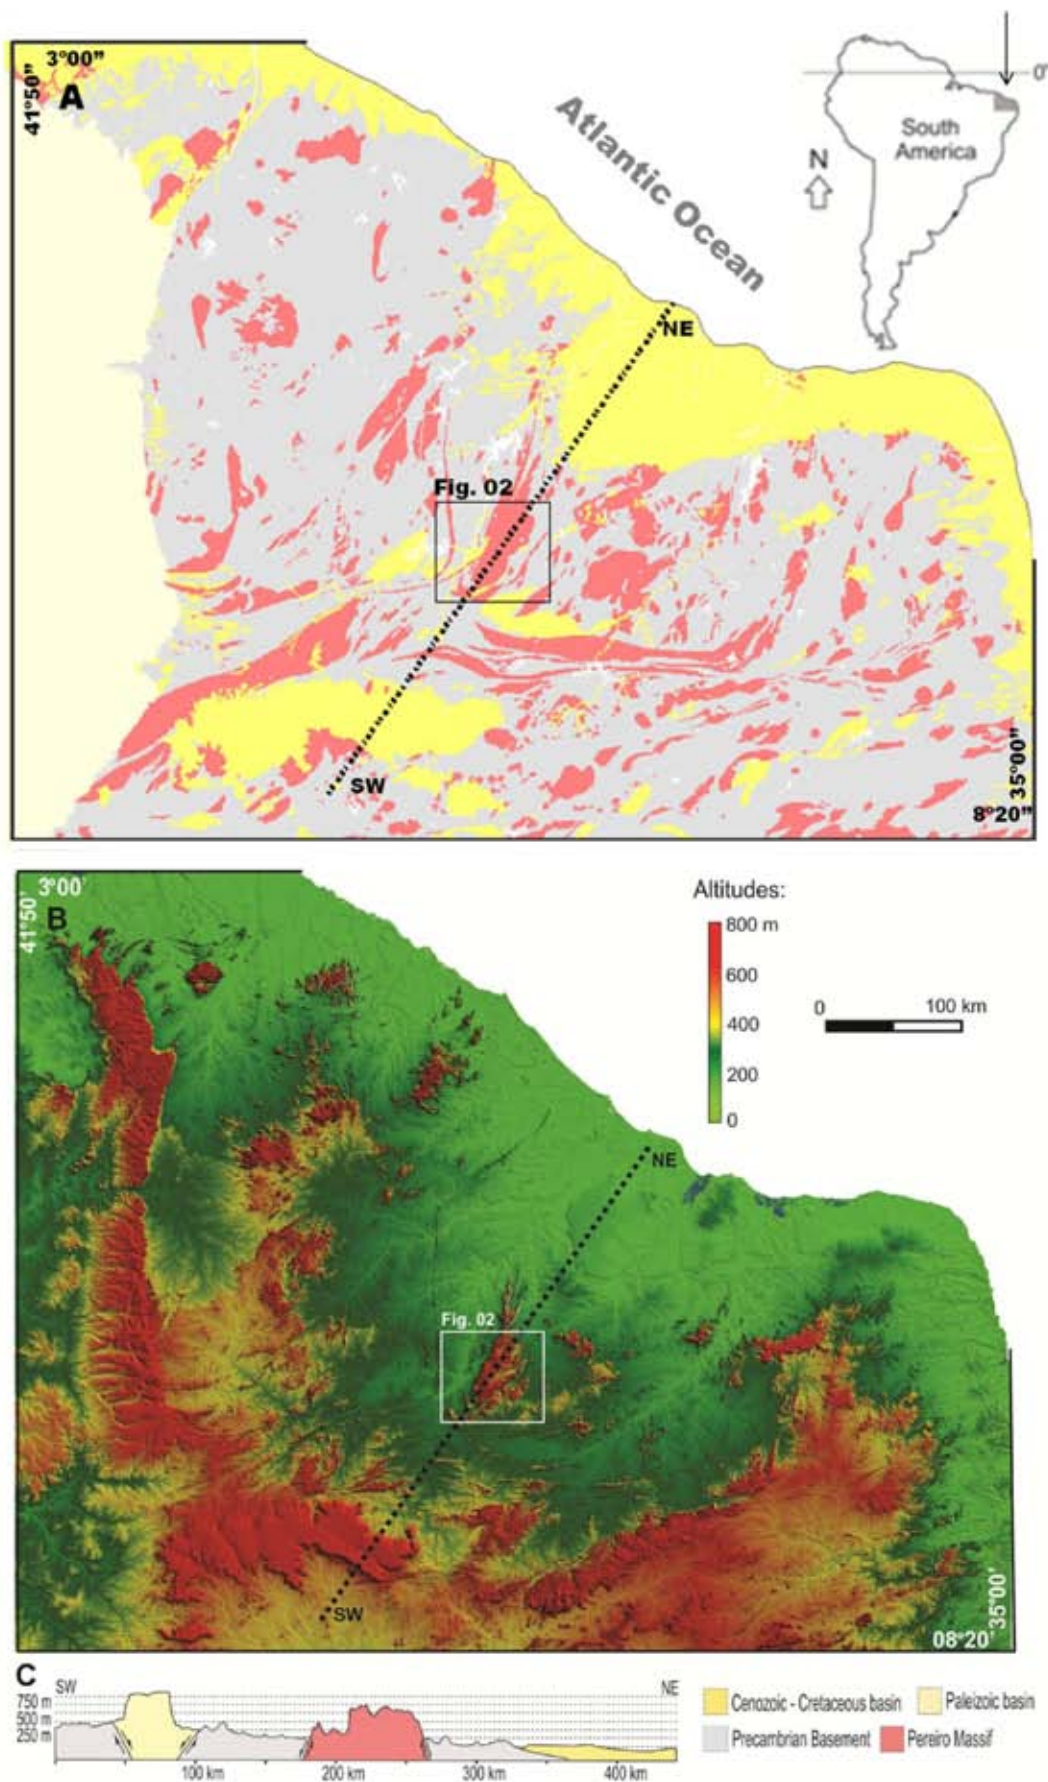 3°00”
41°50”
A
Atlantic Ocean
0°
South
America
N
NE
Fig. 02
SW
35°00”
8°20”
3°00’
41°50’
B
Altitudes:
800 m
600
400
200
0
0
100 km
NE
Fig. 02
SW
35°00’
08°20’
C
SW
NE
750 m
500 m
250 m
100 km
200 km
300 km
400 km
Cenozoic - Cretaceous basin
Paleizoic basin
Precambrian Basement
Pereiro Massif